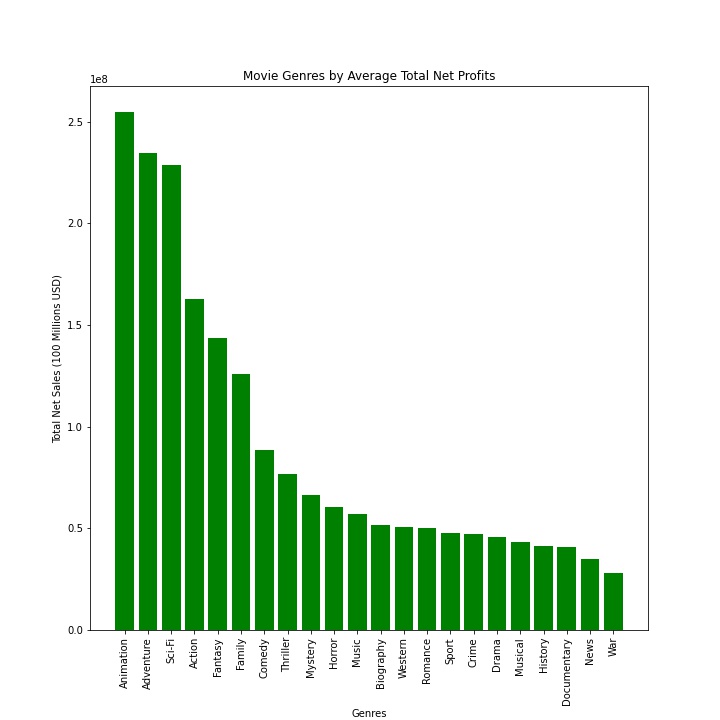 Movie Genres by Average Total Net Profits
1e8
2.5
2.0
1.5
1.0
0.5
0.0
Total Net Sales (100 Millions USD)
Animation
Adventure
Sci-Fi
Action
Fantasy
Family
Comedy
Thriller
Mystery
Horror
Music
Biography
Western
Romance
Sport
Crime
Drama
Musical
History
Documentary
News
War
Genres